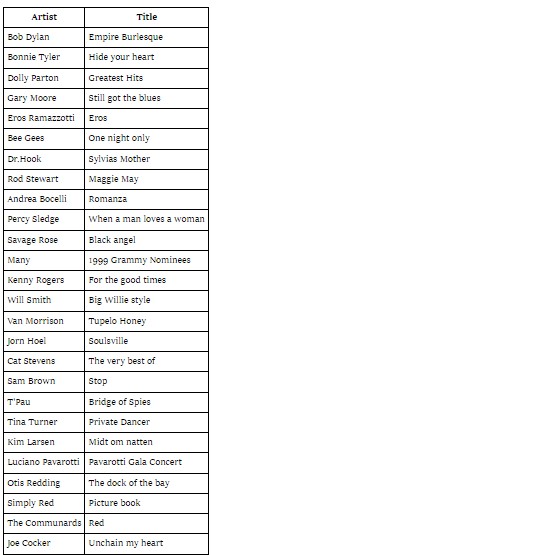 Artist Title
Bob Dylan Empire Burlesque
Bonnie Tyler Hide your heart
Dolly Parton Greatest Hits
Gary Moore Still got the blues
Eros Ramazzotti Eros
Bee Gees One night only
Dr.Hook Sylvias Mother
Rod Stewart Maggie May
Andrea Bocelli Romanza
Percy Sledge When a man loves a woman
Savage Rose Black angel
Many 1999 Grammy Nominees
Kenny Rogers For the good times
Will Smith Big Willie style
Van Morrison Tupelo Honey
Jorn Hoel Soulsville
Cat Stevens The very best of
Sam Brown Stop
T'Pau Bridge of Spies
Tina Turner Private Dancer
Kim Larsen Midt om natten
Luciano Pavarotti Pavarotti Gala Concert
Otis Redding The dock of the bay
Simply Red Picture book
The Communards Red
Joe Cocker Unchain my heart